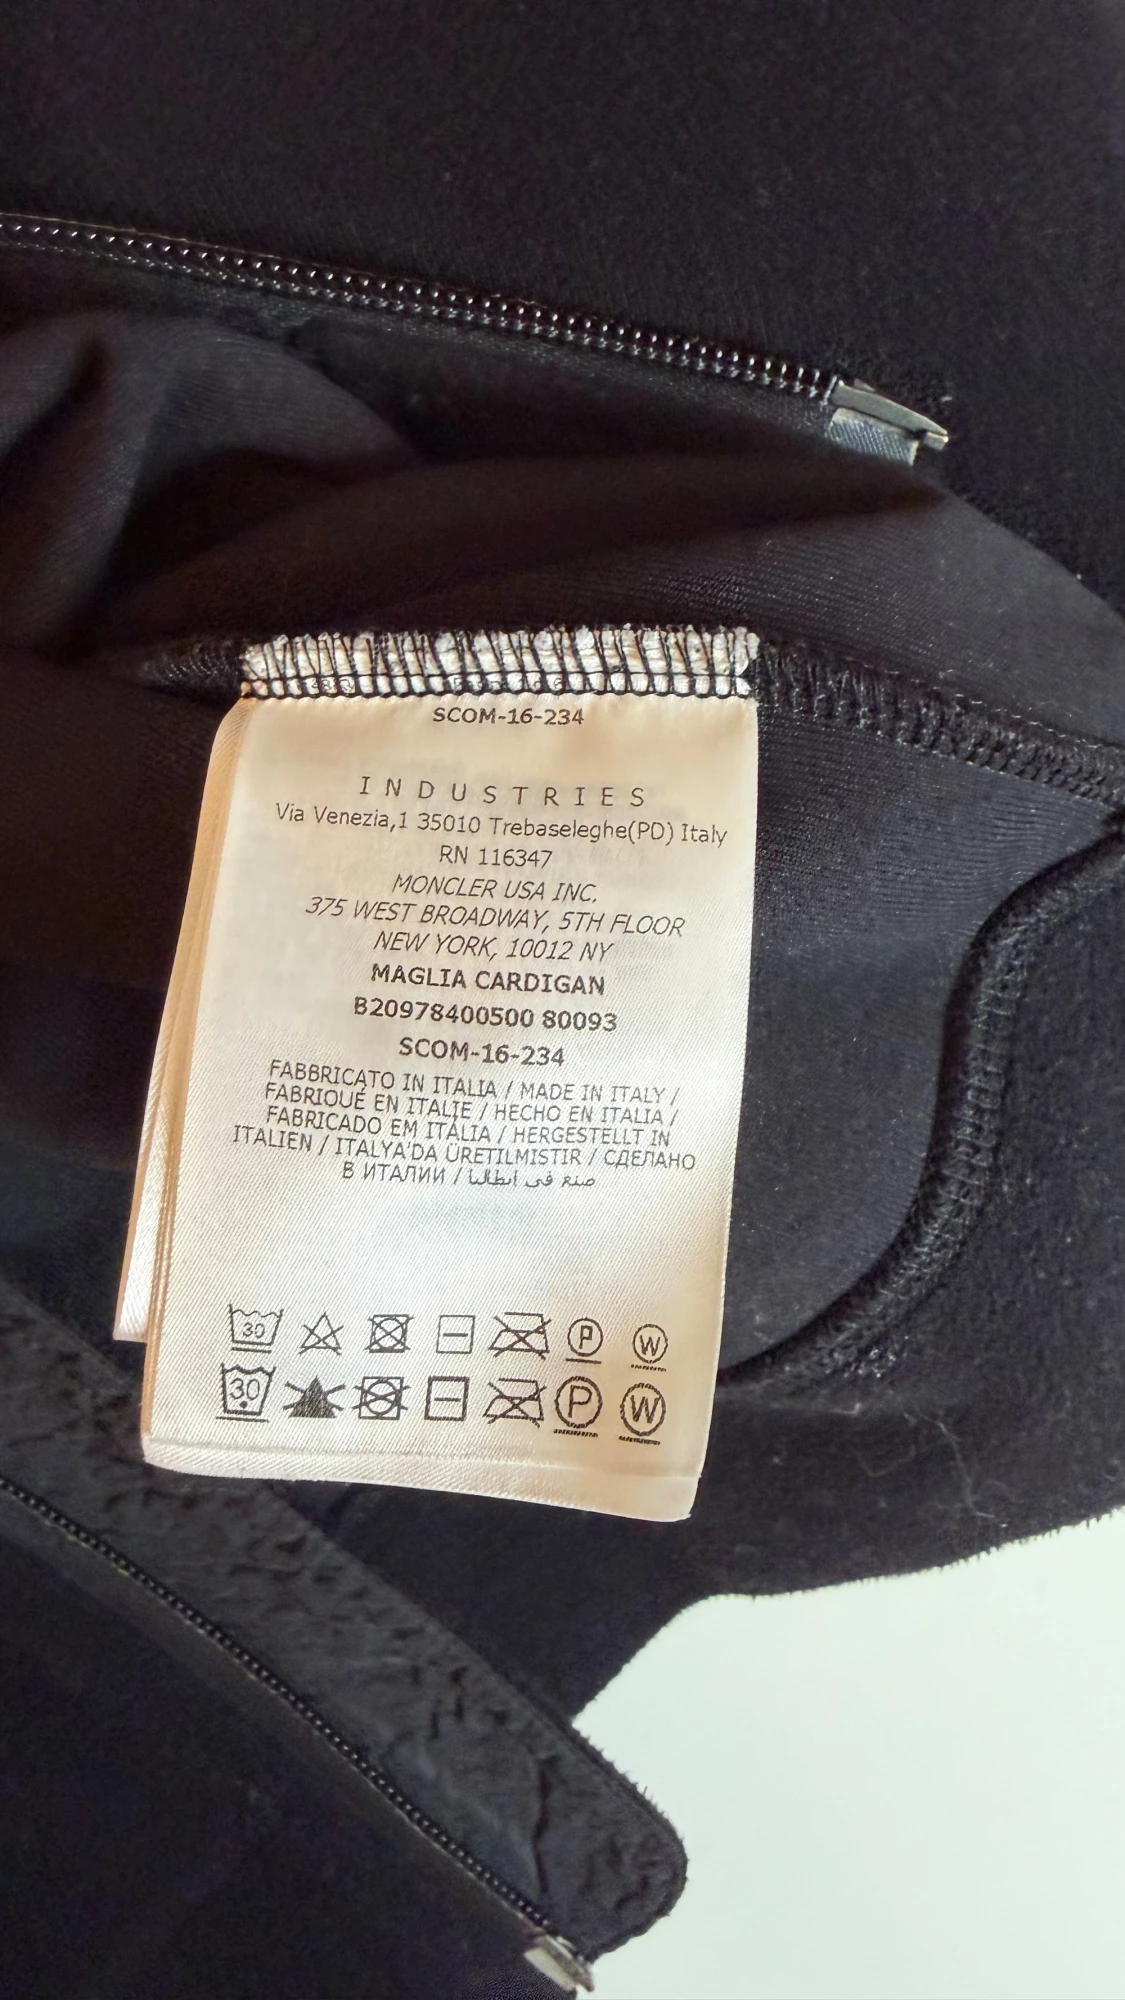 SCOM-16-234
INDUSTRIES
Via Venezia,1 35010 Trebaseleghe(PD) Italy
RN 116347
MONCLER USA INC.
375 WEST BROADWAY, 5TH FLOOR
NEW YORK, 10012 NY
MAGLIA CARDIGAN
B20978400500 80093
SCOM-16-234
FABBRICATO IN ITALIA / MADE IN ITALY /
FABRIQUÉ EN ITALIE / HECHO EN ITALIA /
FABRICADO EM ITÁLIA / HERGESTELLT IN
ITALIEN / ITALYA'DA ÜRETILMISTIR / СДЕЛАНО
В ИТАЛИИ / صنع في ايطاليا
30 P W
30 P W